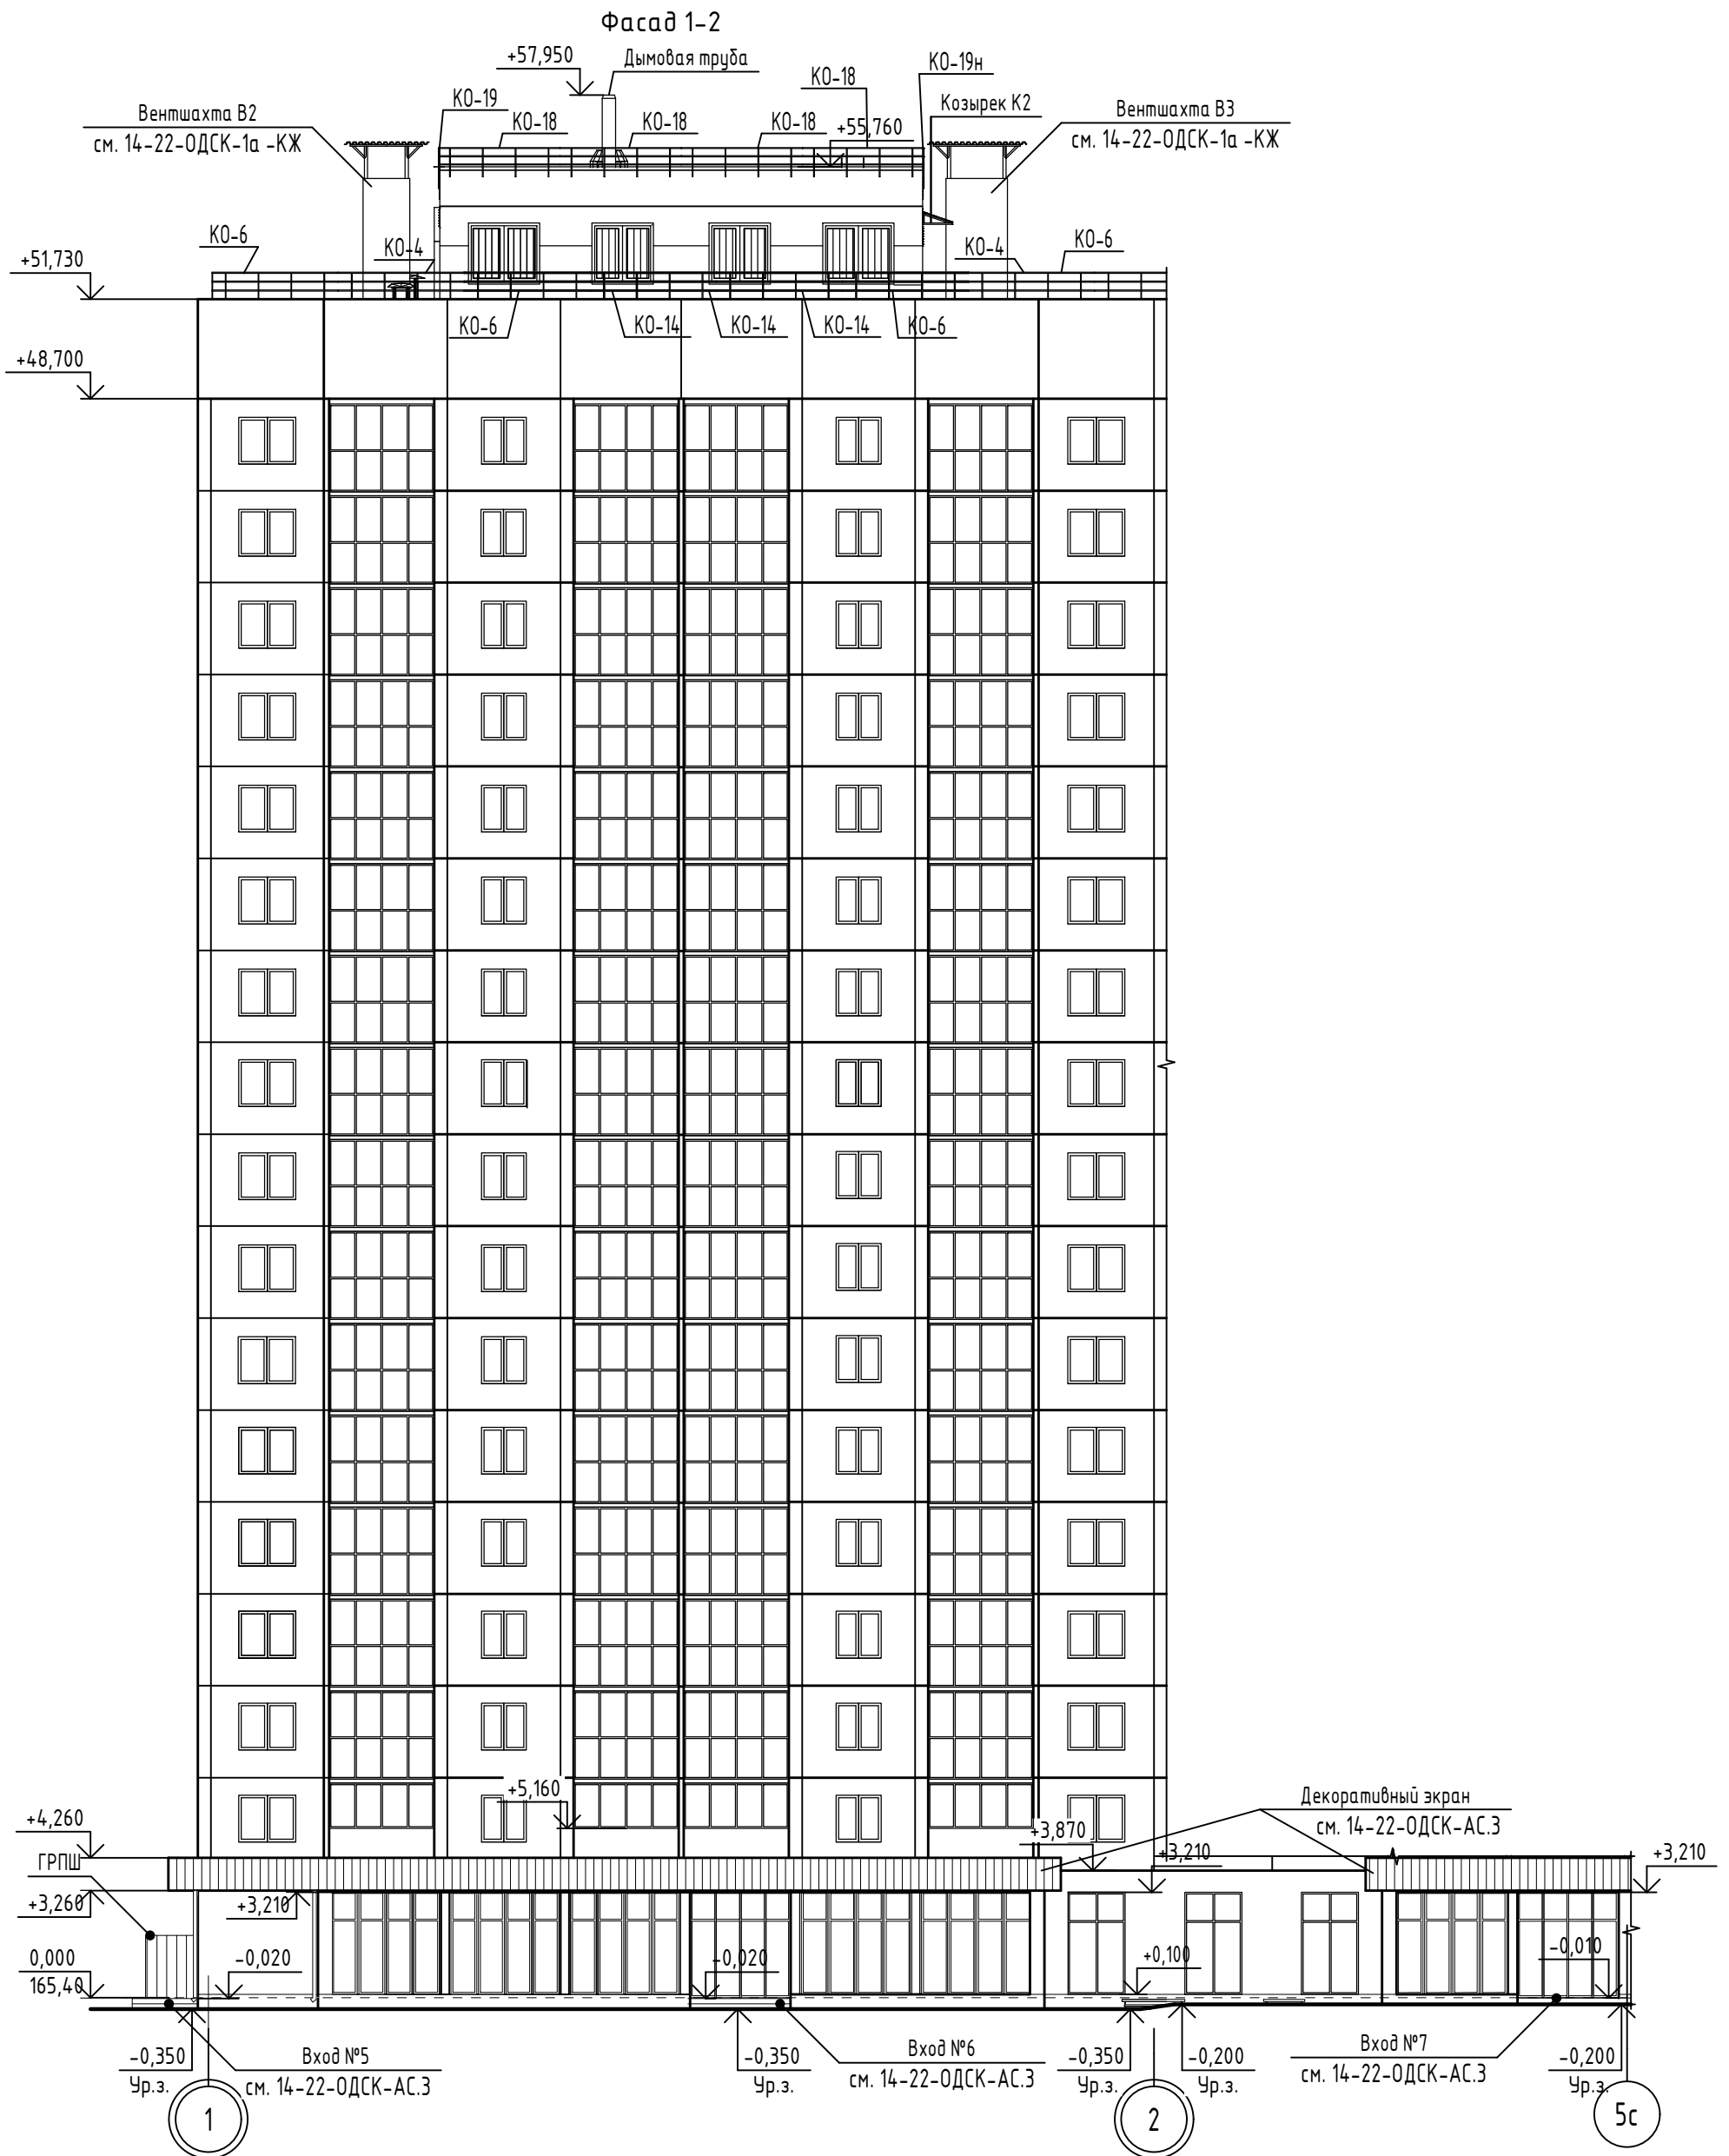 Фасад 1-2
+57,950
Дымовая труба
КО-18
КО-19н
КО-19
Козырек К2
Вентшахта В2
см. 14-22-ОДСК-1а -КЖ
Вентшахта В3
см. 14-22-ОДСК-1а -КЖ
КО-18
КО-18
КО-18
+55,760
КО-6
КО-4
КО-4
КО-6
+51,730
КО-6
КО-14
КО-14
КО-14
КО-6
+48,700
+5,160
Декоративный экран
см. 14-22-ОДСК-АС.3
+4,260
+3,870
+3,210
+3,210
ГРПШ
+3,260
+3,210
0,000
165,40
-0,020
-0,020
+0,100
-0,010
-0,350
Ур.з.
Вход №5
см. 14-22-ОДСК-АС.3
-0,350
Ур.з.
Вход №6
см. 14-22-ОДСК-АС.3
-0,350
Ур.з.
-0,200
Ур.з.
Вход №7
см. 14-22-ОДСК-АС.3
-0,200
Ур.з.
1
2
5с